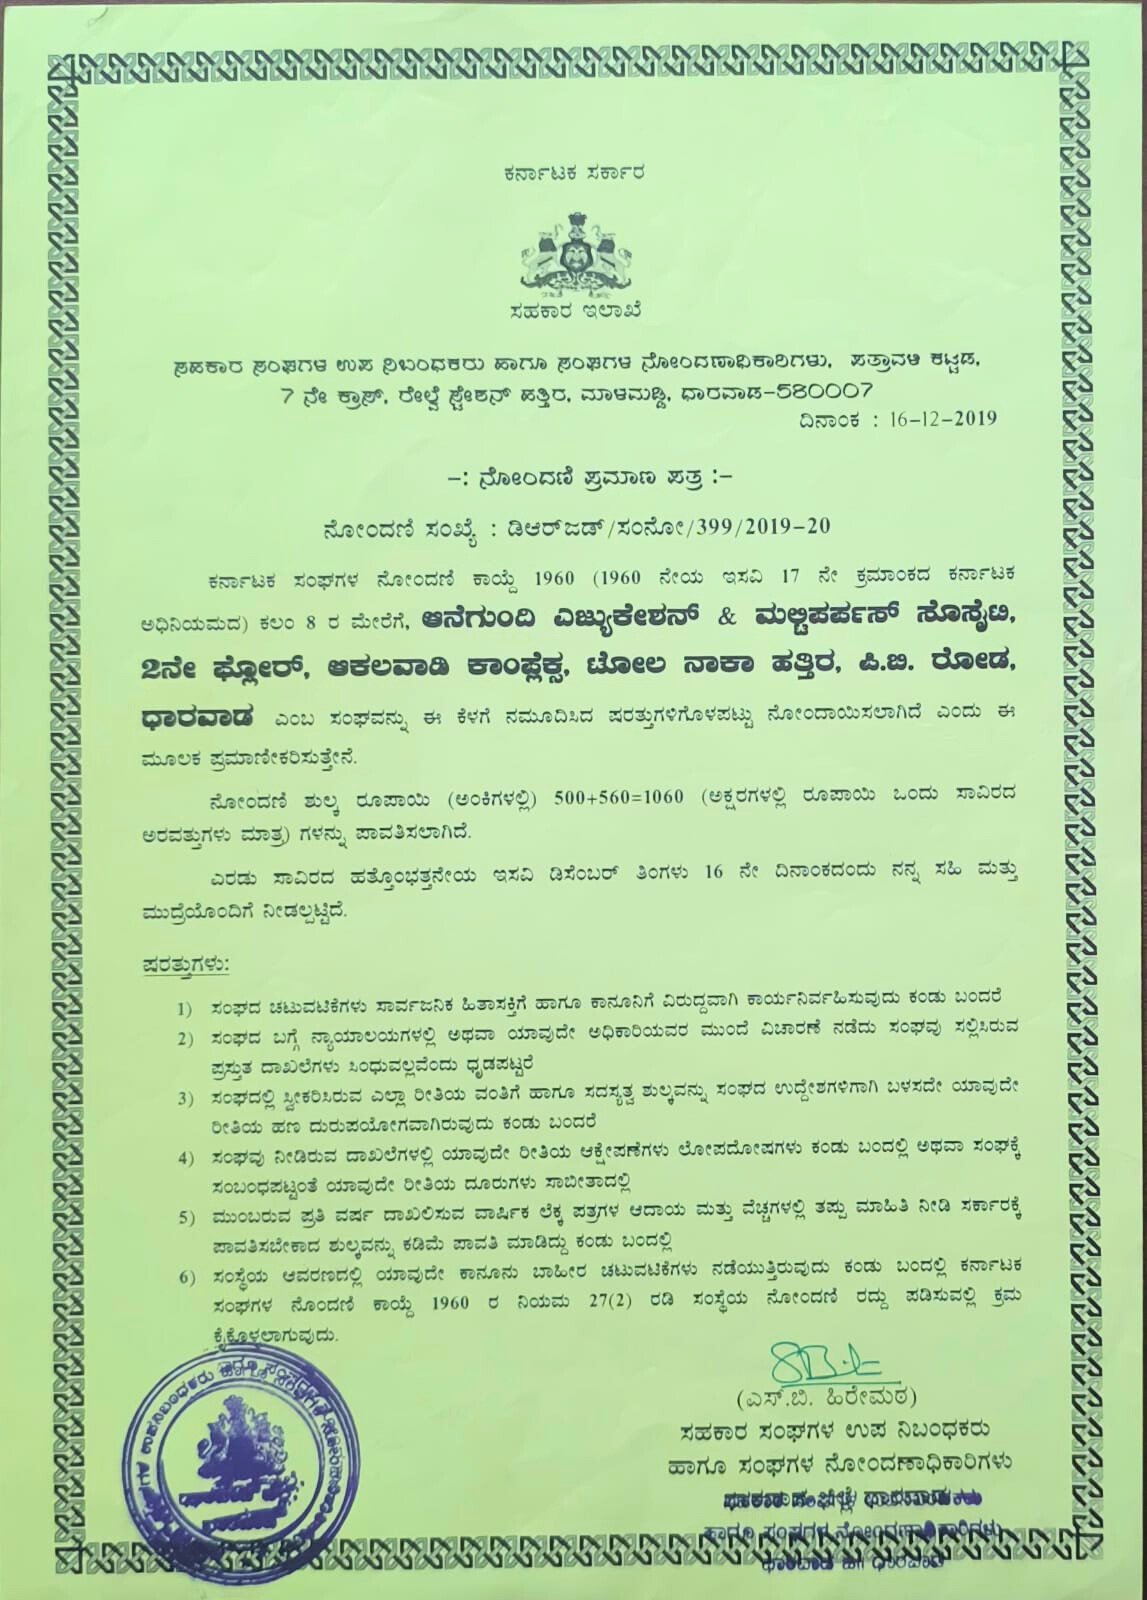 ಕರ್ನಾಟಕ ಸರ್ಕಾರ
ಸಹಕಾರ ಇಲಾಖೆ
ಸಹಕಾರ ಸಂಘಗಳ ಉಪ ನಿಬಂಧಕರು ಹಾಗೂ ಸಂಘಗಳ ನೋಂದಣಾಧಿಕಾರಿಗಳು, ಪತ್ರಾವಳಿ ಕಟ್ಟಡ,
7 ನೇ ಕ್ರಾಸ್, ರೇಲ್ವೆ ಸ್ಟೇಶನ್ ಹತ್ತಿರ, ಮಾಳಮಡ್ಡಿ, ಧಾರವಾಡ-580007
ದಿನಾಂಕ : 16-12-2019
-: ನೋಂದಣಿ ಪ್ರಮಾಣ ಪತ್ರ :-
ನೋಂದಣಿ ಸಂಖ್ಯೆ : ಡಿಆರ್‌ಜಡ್/ಸಂನೋ/399/2019-20
ಕರ್ನಾಟಕ ಸಂಘಗಳ ನೋಂದಣಿ ಕಾಯ್ದೆ 1960 (1960 ನೇಯ ಇಸವಿ 17 ನೇ ಕ್ರಮಾಂಕದ ಕರ್ನಾಟಕ
ಅಧಿನಿಯಮದ) ಕಲಂ 8 ರ ಮೇರೆಗೆ, ಆನೆಗುಂದಿ ಎಜ್ಯುಕೇಶನ್ & ಮಲ್ಟಿಪರ್ಪಸ್ ಸೊಸೈಟಿ,
2ನೇ ಫ್ಲೋರ್, ಆಕಲವಾಡಿ ಕಾಂಪ್ಲೆಕ್ಸ, ಟೋಲ ನಾಕಾ ಹತ್ತಿರ, ಪಿ.ಬಿ. ರೋಡ,
ಧಾರವಾಡ ಎಂಬ ಸಂಘವನ್ನು ಈ ಕೆಳಗೆ ನಮೂದಿಸಿದ ಷರತ್ತುಗಳಿಗೊಳಪಟ್ಟು ನೋಂದಾಯಿಸಲಾಗಿದೆ ಎಂದು ಈ
ಮೂಲಕ ಪ್ರಮಾಣೀಕರಿಸುತ್ತೇನೆ.
ನೋಂದಣಿ ಶುಲ್ಕ ರೂಪಾಯಿ (ಅಂಕಿಗಳಲ್ಲಿ) 500+560=1060 (ಅಕ್ಷರಗಳಲ್ಲಿ ರೂಪಾಯಿ ಒಂದು ಸಾವಿರದ
ಅರವತ್ತುಗಳು ಮಾತ್ರ) ಗಳನ್ನು ಪಾವತಿಸಲಾಗಿದೆ.
ಎರಡು ಸಾವಿರದ ಹತ್ತೊಂಭತ್ತನೇಯ ಇಸವಿ ಡಿಸೆಂಬರ್ ತಿಂಗಳು 16 ನೇ ದಿನಾಂಕದಂದು ನನ್ನ ಸಹಿ ಮತ್ತು
ಮುದ್ರೆಯೊಂದಿಗೆ ನೀಡಲ್ಪಟ್ಟಿದೆ.
ಷರತ್ತುಗಳು:
1) ಸಂಘದ ಚಟುವಟಿಕೆಗಳು ಸಾರ್ವಜನಿಕ ಹಿತಾಸಕ್ತಿಗೆ ಹಾಗೂ ಕಾನೂನಿಗೆ ವಿರುದ್ದವಾಗಿ ಕಾರ್ಯನಿರ್ವಹಿಸುವುದು ಕಂಡು ಬಂದರೆ
2) ಸಂಘದ ಬಗ್ಗೆ ನ್ಯಾಯಾಲಯಗಳಲ್ಲಿ ಅಥವಾ ಯಾವುದೇ ಅಧಿಕಾರಿಯವರ ಮುಂದೆ ವಿಚಾರಣೆ ನಡೆದು ಸಂಘವು ಸಲ್ಲಿಸಿರುವ
ಪ್ರಸ್ತುತ ದಾಖಲೆಗಳು ಸಿಂಧುವಲ್ಲವೆಂದು ಧೃಡಪಟ್ಟರೆ
3) ಸಂಘದಲ್ಲಿ ಸ್ವೀಕರಿಸಿರುವ ಎಲ್ಲಾ ರೀತಿಯ ವಂತಿಗೆ ಹಾಗೂ ಸದಸ್ಯತ್ವ ಶುಲ್ಕವನ್ನು ಸಂಘದ ಉದ್ದೇಶಗಳಿಗಾಗಿ ಬಳಸದೇ ಯಾವುದೇ
ರೀತಿಯ ಹಣ ದುರುಪಯೋಗವಾಗಿರುವುದು ಕಂಡು ಬಂದರೆ
4) ಸಂಘವು ನೀಡಿರುವ ದಾಖಲೆಗಳಲ್ಲಿ ಯಾವುದೇ ರೀತಿಯ ಆಕ್ಷೇಪಣೆಗಳು ಲೋಪದೋಷಗಳು ಕಂಡು ಬಂದಲ್ಲಿ ಅಥವಾ ಸಂಘಕ್ಕೆ
ಸಂಬಂಧಪಟ್ಟಂತೆ ಯಾವುದೇ ರೀತಿಯ ದೂರುಗಳು ಸಾಬೀತಾದಲ್ಲಿ
5) ಮುಂಬರುವ ಪ್ರತಿ ವರ್ಷ ದಾಖಲಿಸುವ ವಾರ್ಷಿಕ ಲೆಕ್ಕ ಪತ್ರಗಳ ಆದಾಯ ಮತ್ತು ವೆಚ್ಚಗಳಲ್ಲಿ ತಪ್ಪು ಮಾಹಿತಿ ನೀಡಿ ಸರ್ಕಾರಕ್ಕೆ
ಪಾವತಿಸಬೇಕಾದ ಶುಲ್ಕವನ್ನು ಕಡಿಮೆ ಪಾವತಿ ಮಾಡಿದ್ದು ಕಂಡು ಬಂದಲ್ಲಿ
6) ಸಂಸ್ಥೆಯ ಆವರಣದಲ್ಲಿ ಯಾವುದೇ ಕಾನೂನು ಬಾಹೀರ ಚಟುವಟಿಕೆಗಳು ನಡೆಯುತ್ತಿರುವುದು ಕಂಡು ಬಂದಲ್ಲಿ ಕರ್ನಾಟಕ
ಸಂಘಗಳ ನೊಂದಣಿ ಕಾಯ್ದೆ 1960 ರ ನಿಯಮ 27(2) ರಡಿ ಸಂಸ್ಥೆಯ ನೋಂದಣಿ ರದ್ದು ಪಡಿಸುವಲ್ಲಿ ಕ್ರಮ
ಕೈಕೊಳ್ಳಲಾಗುವುದು.
(ಎಸ್.ಬಿ. ಹಿರೇಮಠ)
ಸಹಕಾರ ಸಂಘಗಳ ಉಪ ನಿಬಂಧಕರು
ಹಾಗೂ ಸಂಘಗಳ ನೋಂದಣಾಧಿಕಾರಿಗಳು
ಹಾಗೂ ಸಂಘಗಳ ನೋಂದಣಾಧಿಕಾರಿಗಳು